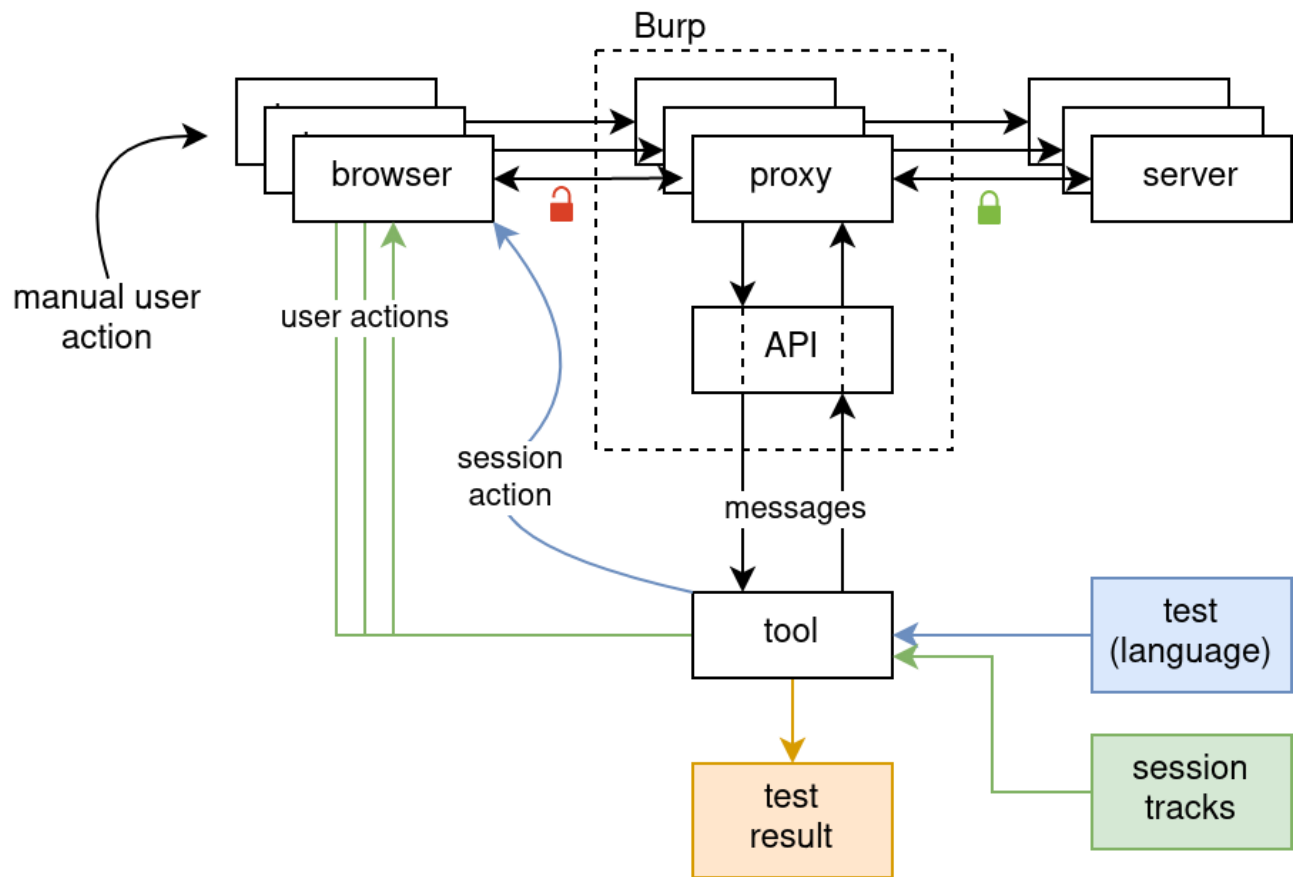 Burp
browser
proxy
server
manual user
action
user actions
API
session
action
messages
tool
test
(language)
session
tracks
test
result